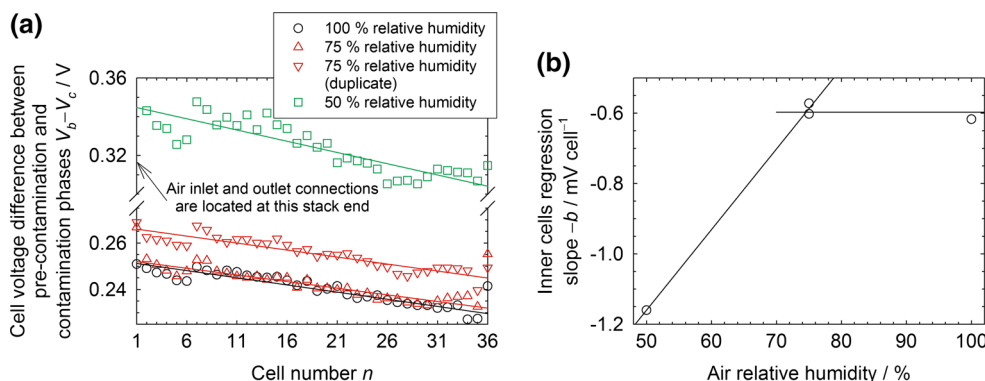 (a)
100 % relative humidity
75 % relative humidity
75 % relative humidity
(duplicate)
50 % relative humidity
Cell voltage difference between
pre-contamination and
contamination phases Vb−Vc / V
0.36
0.32
0.26
0.24
Air inlet and outlet connections
are located at this stack end
1 6 11 16 21 26 31 36
Cell number n
(b)
Inner cells regression
slope −b / mV cell⁻¹
-0.6
-0.8
-1.0
-1.2
50 60 70 80 90 100
Air relative humidity / %